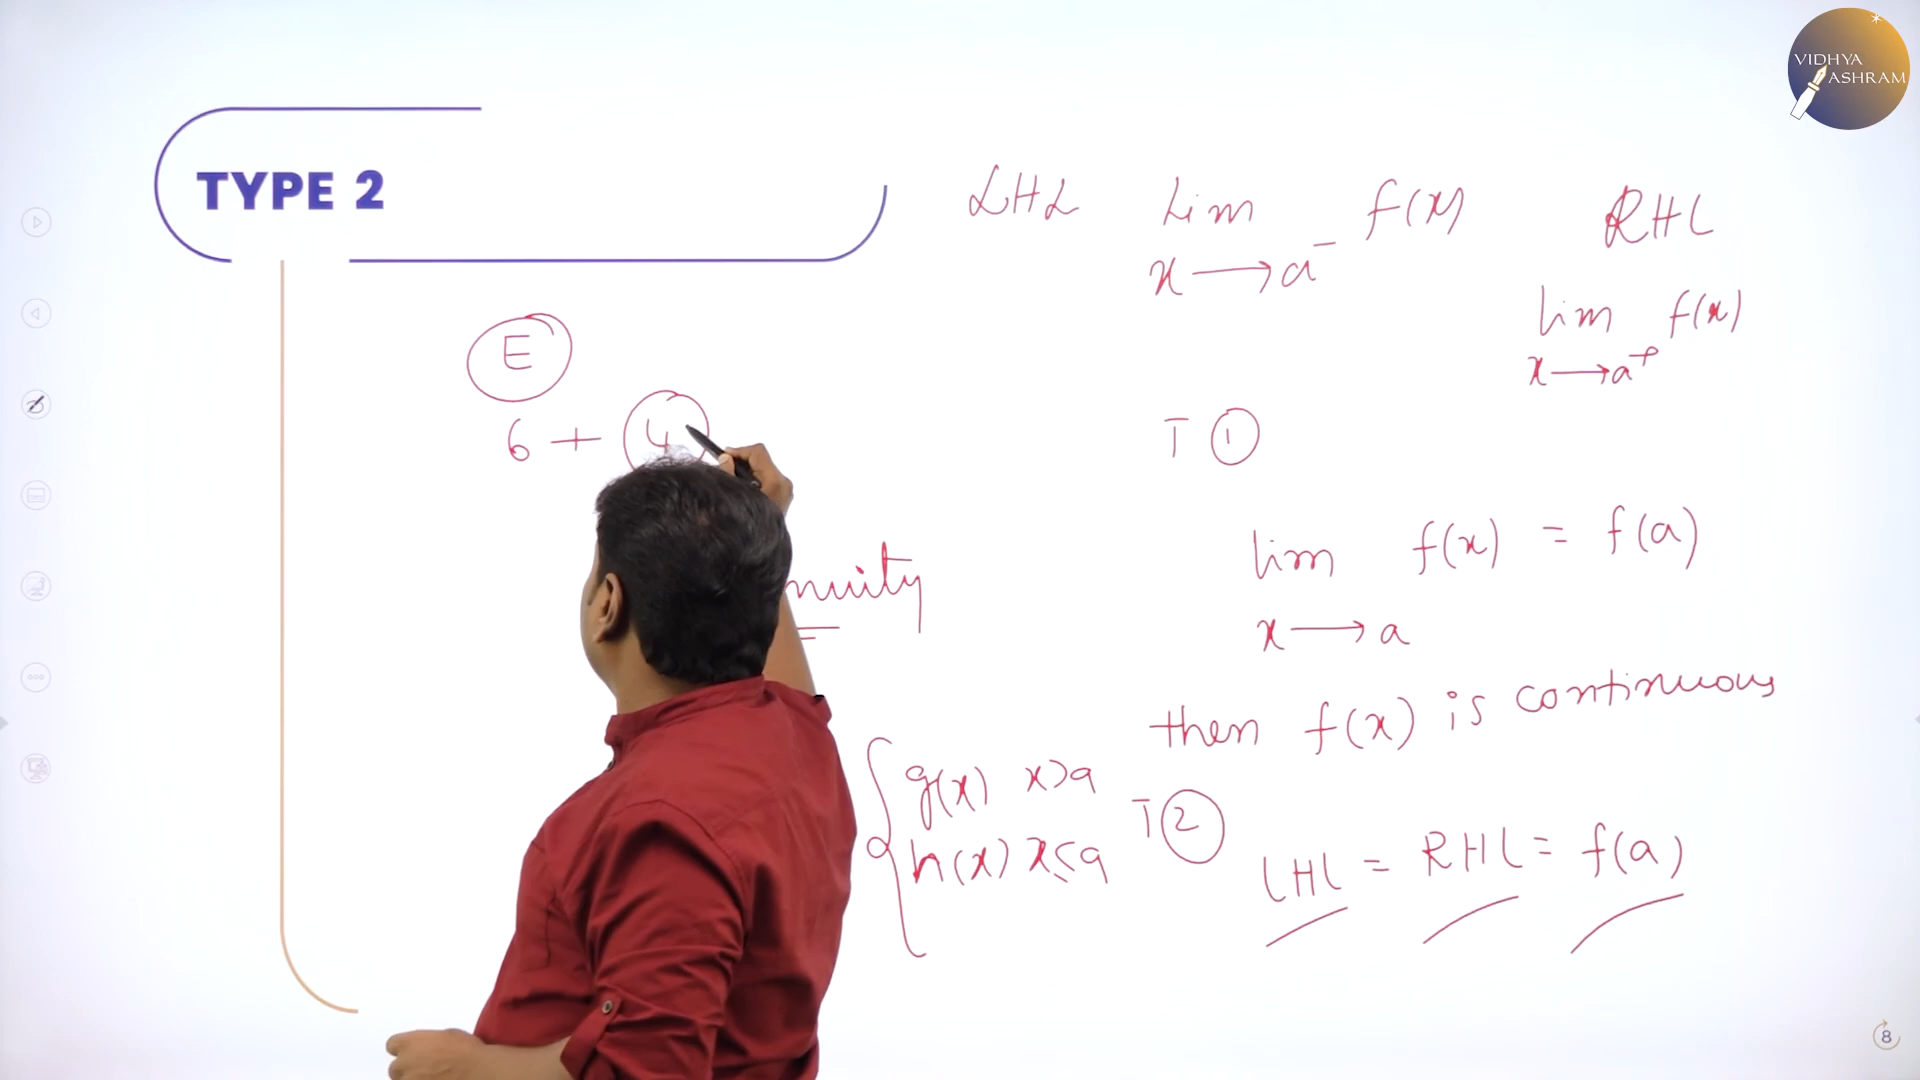 VIDHYA
ASHRAM
TYPE 2
LHL lim f(x)
x → a⁻
RHL
lim f(x)
x → a⁺
E
6 + 4
T ①
lim f(x) = f(a)
x → a
then f(x) is continuous
g(x) x>a
h(x) x≤a
T ②
LHL = RHL = f(a)
8